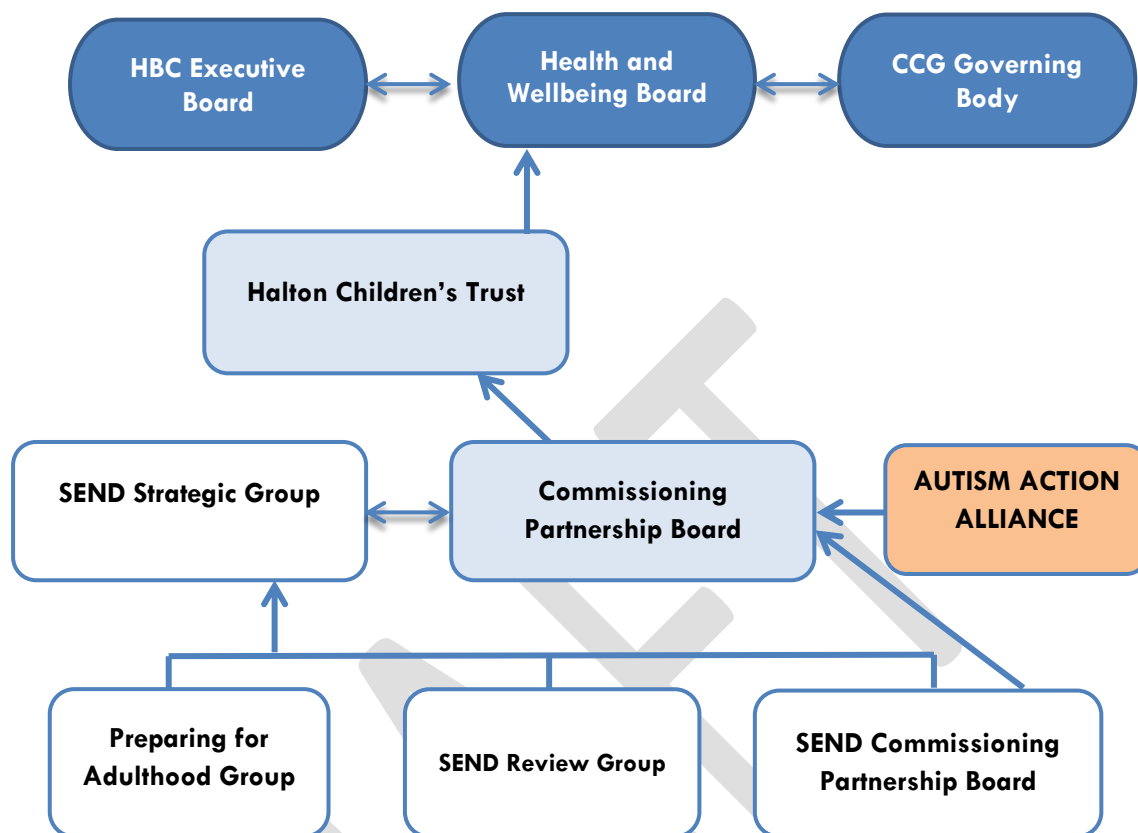 HBC Executive
Board
Health and
Wellbeing Board
CCG Governing
Body
Halton Children’s Trust
SEND Strategic Group
Commissioning
Partnership Board
AUTISM ACTION
ALLIANCE
Preparing for
Adulthood Group
SEND Review Group
SEND Commissioning
Partnership Board